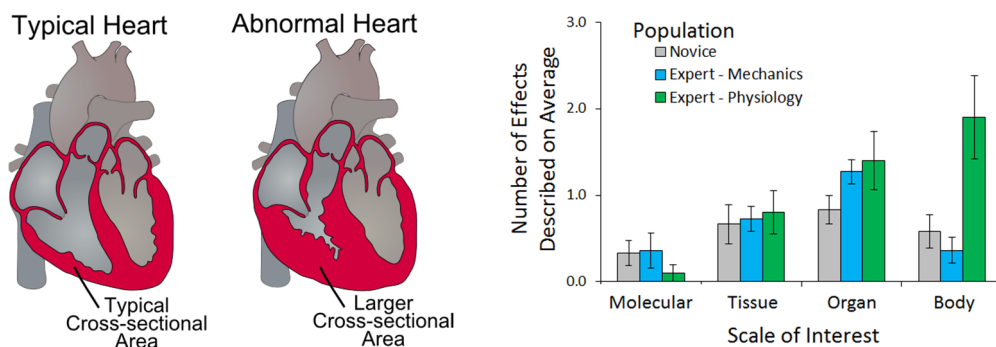 Typical Heart
Abnormal Heart
Typical
Cross-sectional
Area
Larger
Cross-sectional
Area
Number of Effects
Described on Average
3.0
2.0
1.0
0.0
Population
Novice
Expert - Mechanics
Expert - Physiology
Molecular
Tissue
Organ
Body
Scale of Interest